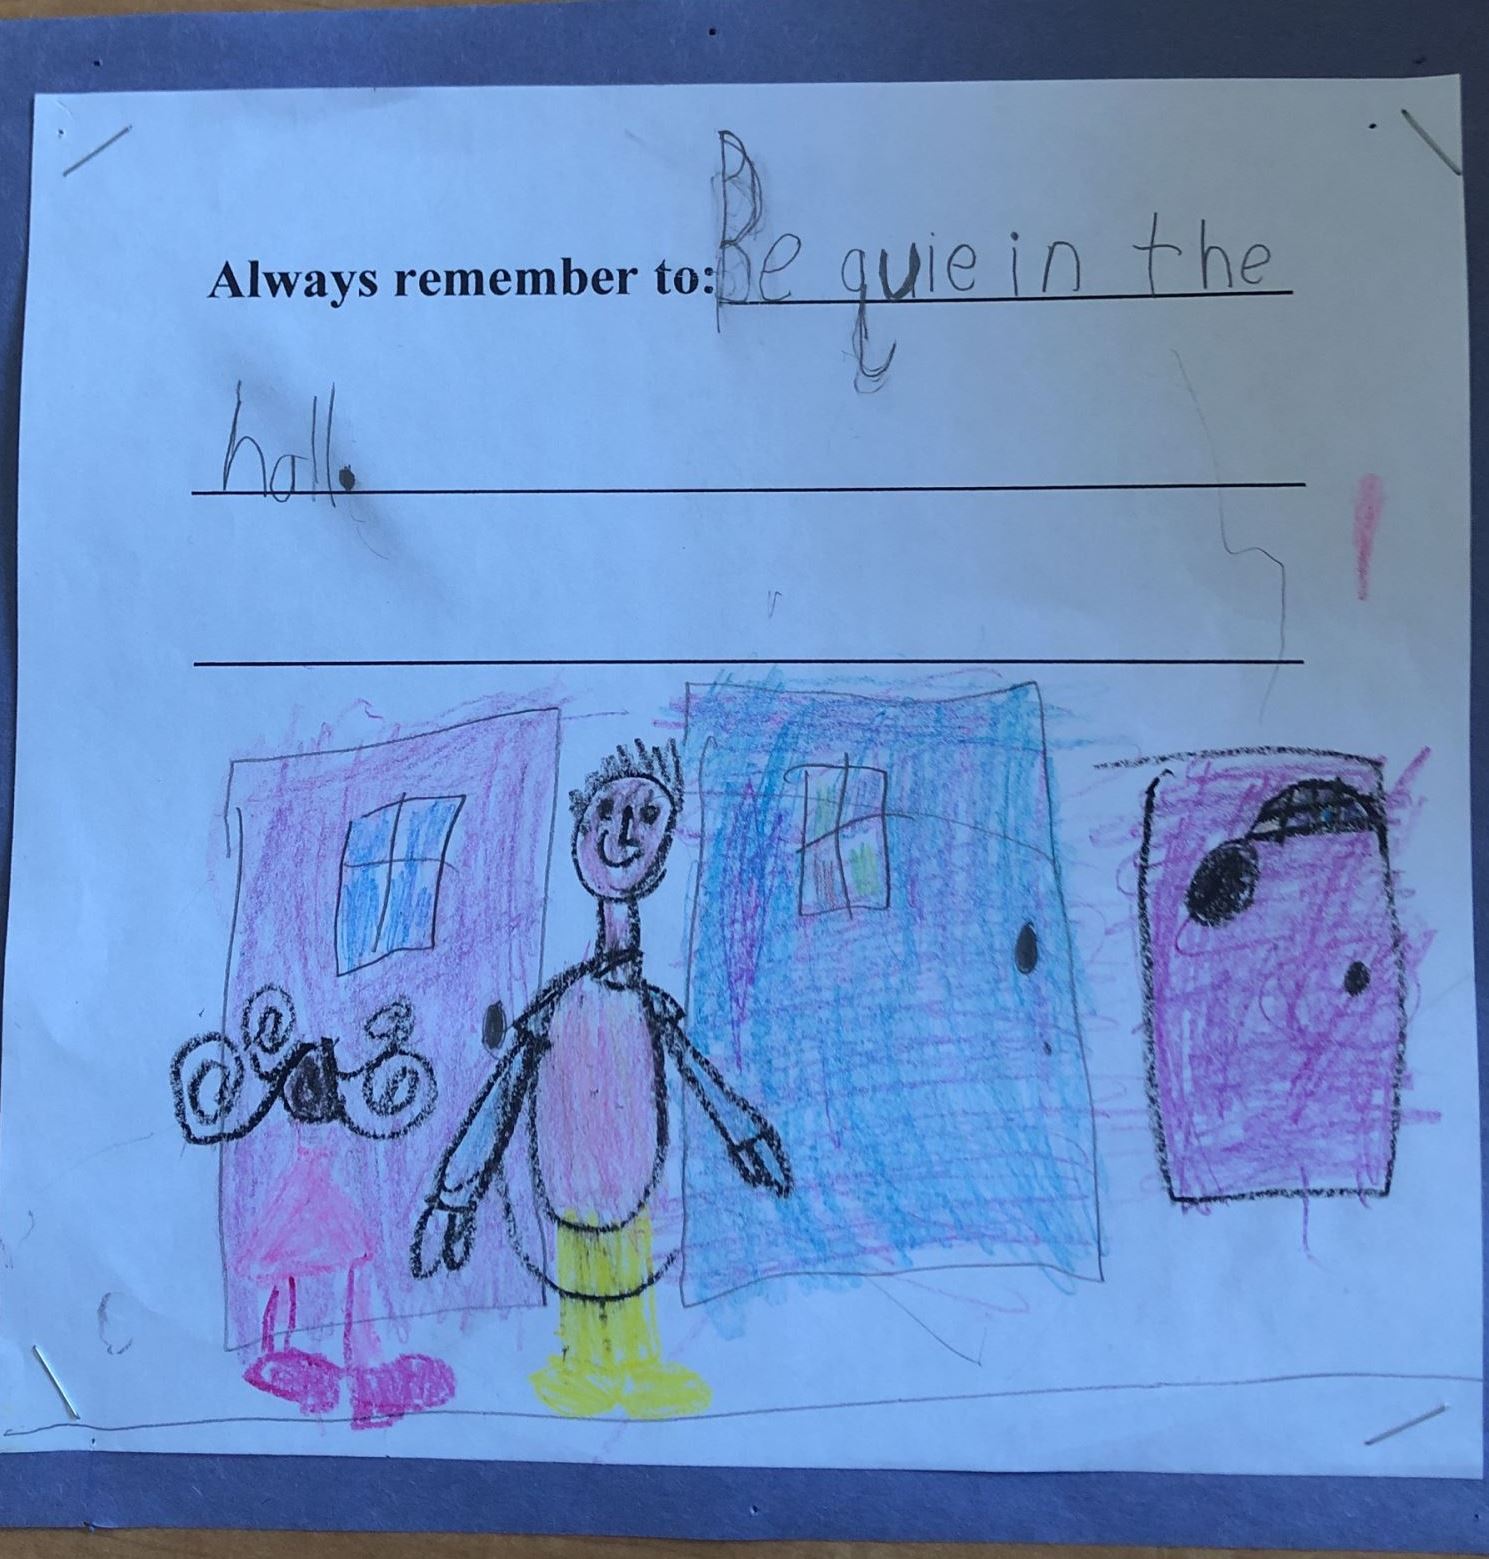 Always remember to: Be quie in the
hall.